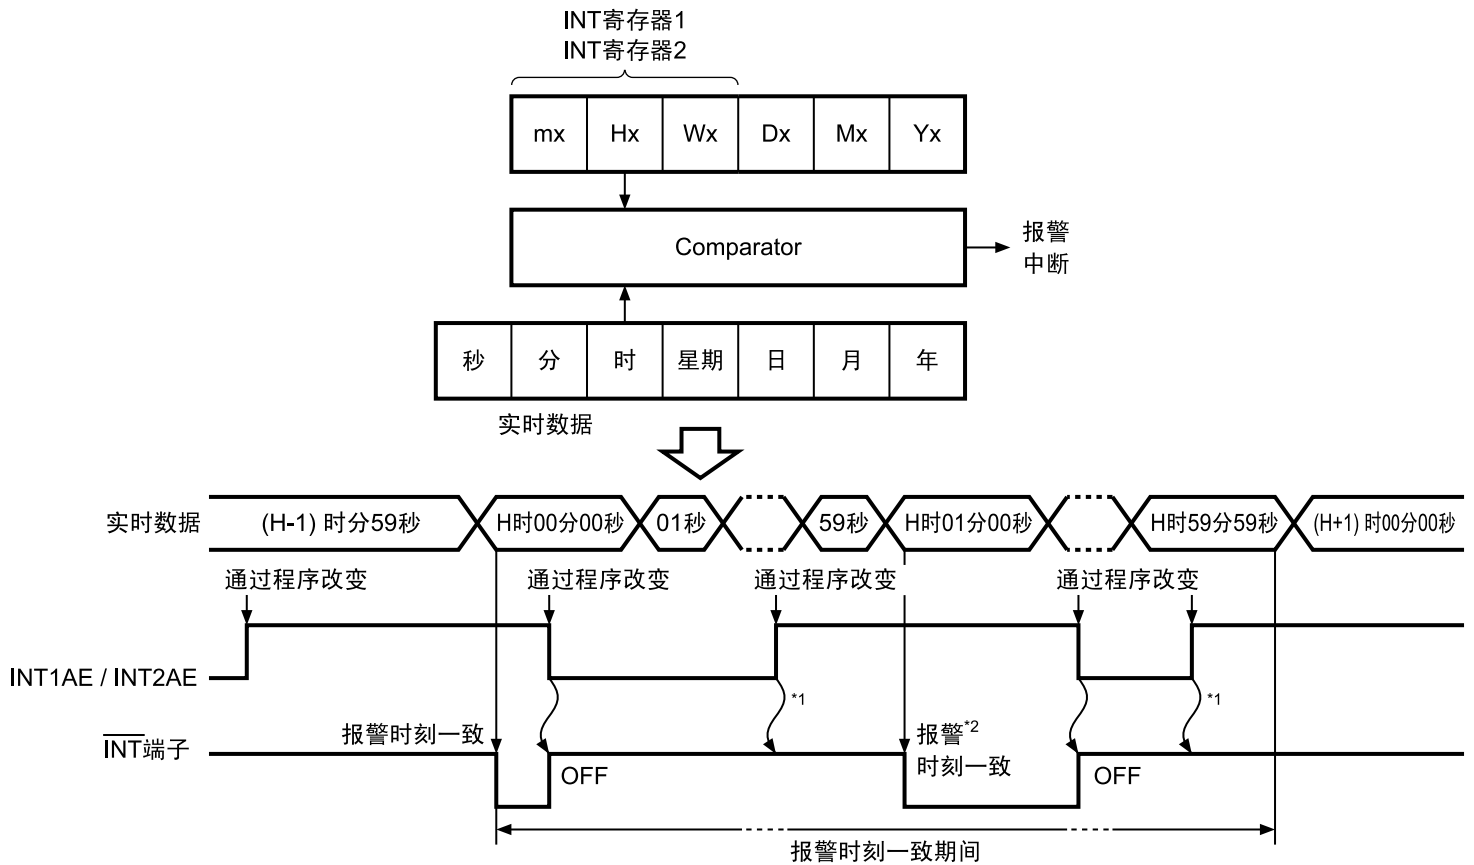 INT寄存器1
INT寄存器2
mx Hx Wx Dx Mx Yx
Comparator
报警
中断
秒 分 时 星期 日 月 年
实时数据
实时数据 (H-1) 时分59秒 H时00分00秒 01秒 59秒 H时01分00秒 H时59分59秒 (H+1) 时00分00秒
通过程序改变 通过程序改变 通过程序改变 通过程序改变
INT1AE / INT2AE
*1 *1
INT端子 报警时刻一致 报警*2
时刻一致
OFF OFF
报警时刻一致期间